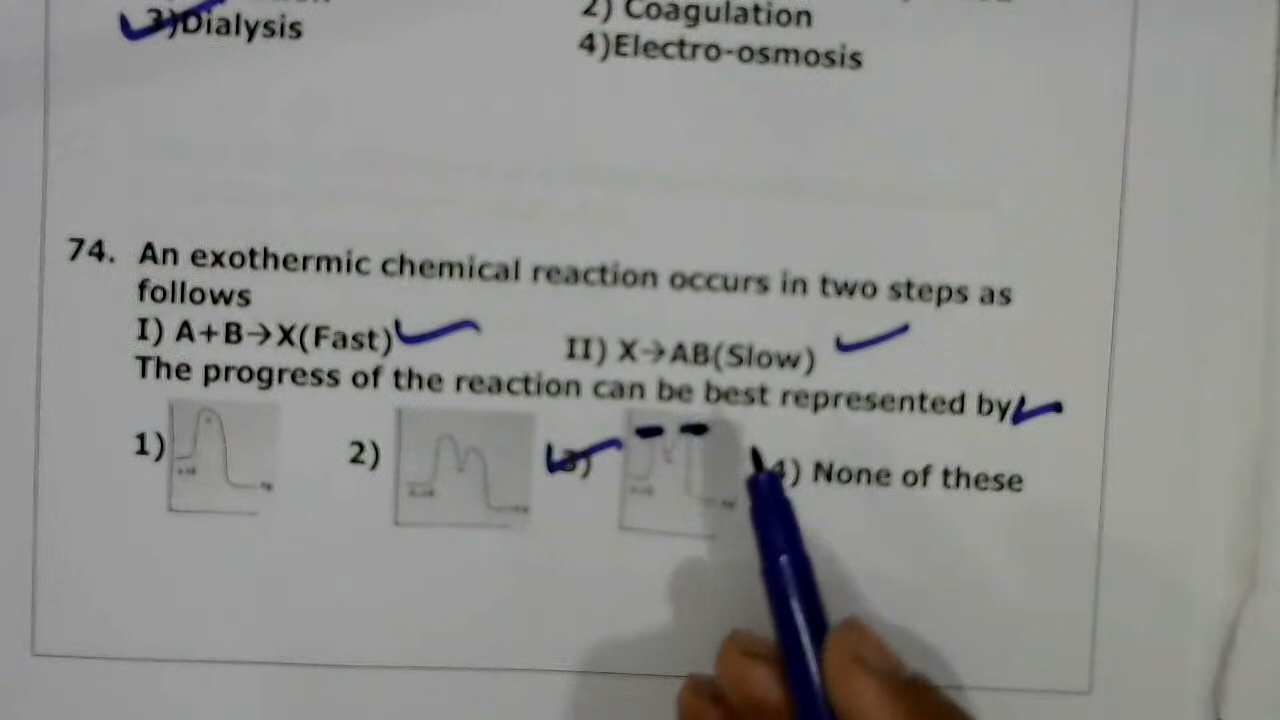 2) Coagulation
3)Dialysis
4)Electro-osmosis
74. An exothermic chemical reaction occurs in two steps as
follows
I) A+B→X(Fast) II) X→AB(Slow)
The progress of the reaction can be best represented by
1) 2) 3) 4) None of these